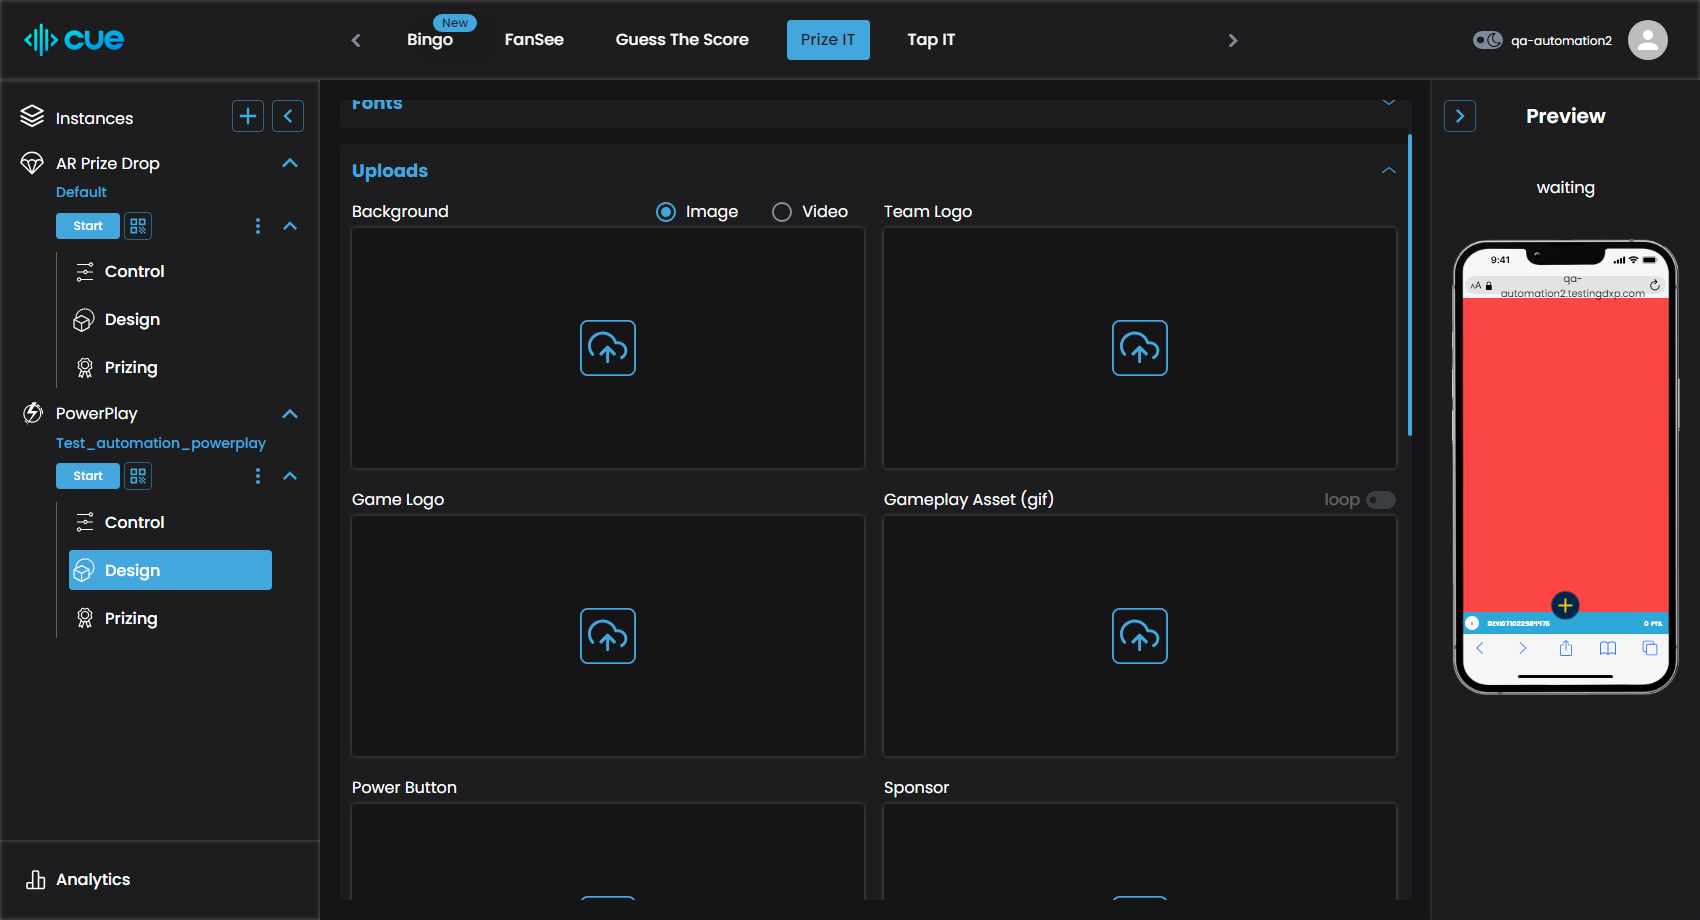 cue
New
Bingo
FanSee
Guess The Score
Prize IT
Tap IT
qa-automation2
Instances
AR Prize Drop
Default
Start
Control
Design
Prizing
PowerPlay
Test_automation_powerplay
Start
Control
Design
Prizing
Analytics
Fonts
Uploads
Background
Image
Video
Team Logo
Game Logo
Gameplay Asset (gif)
loop
Power Button
Sponsor
Preview
waiting
9:41
AA
qa-
automation2.testingdxp.com
DEVID71022984475
0 PTS.